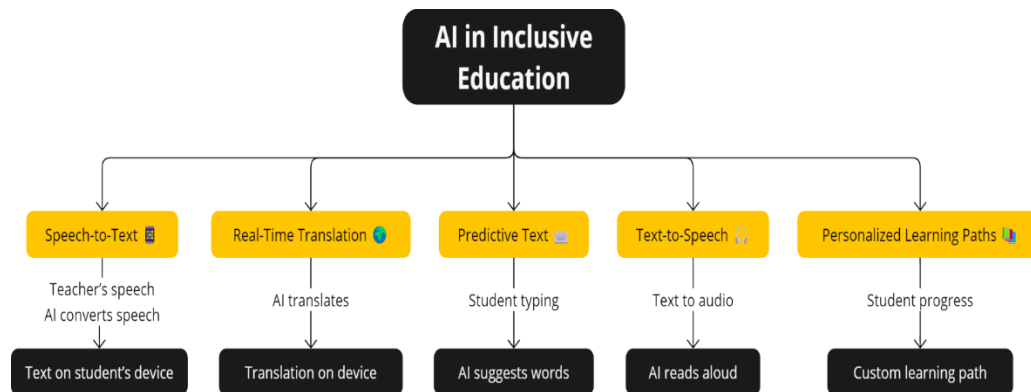 AI in Inclusive
Education
Speech-to-Text
Real-Time Translation
Predictive Text
Text-to-Speech
Personalized Learning Paths
Teacher's speech
AI converts speech
AI translates
Student typing
Text to audio
Student progress
Text on student's device
Translation on device
AI suggests words
AI reads aloud
Custom learning path